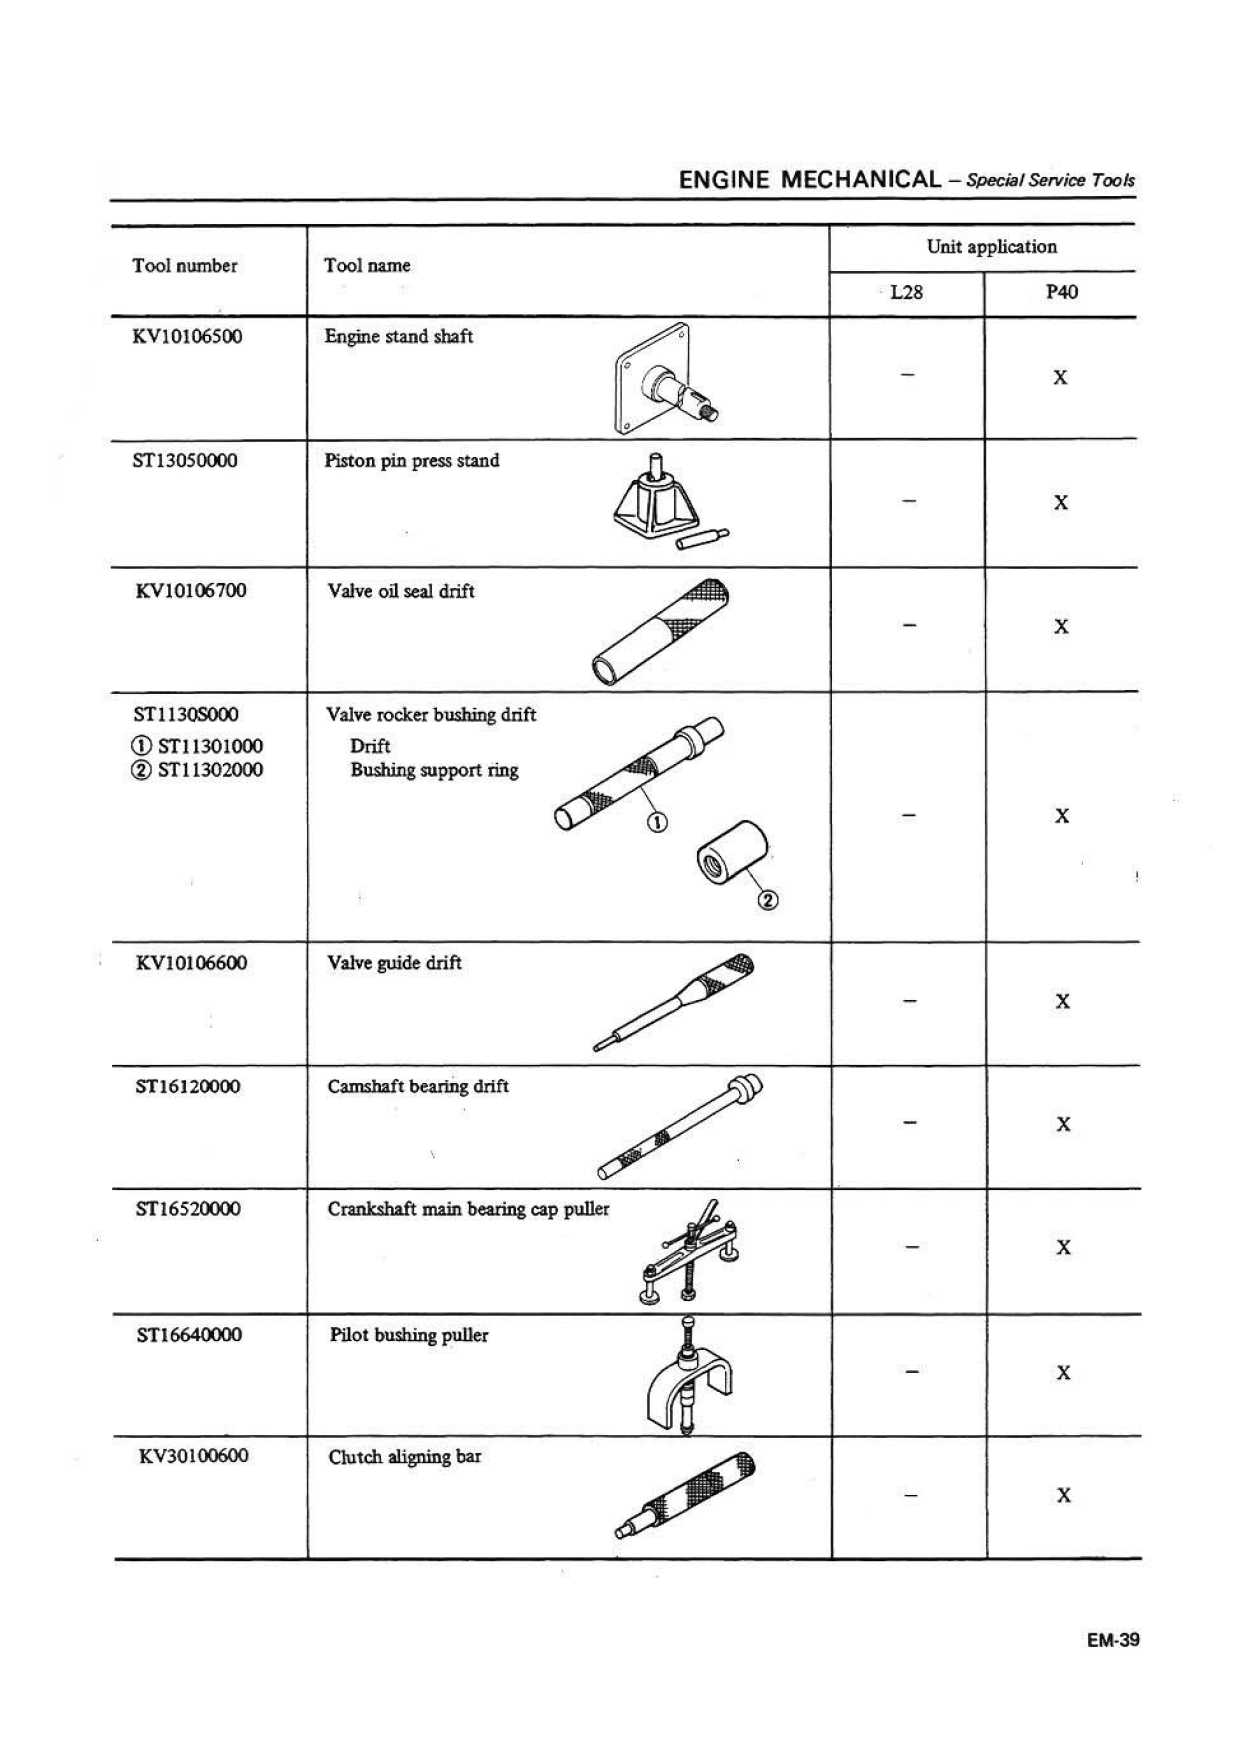 ENGINE MECHANICAL – Special Service Tools
Tool number
Tool name
Unit application
L28
P40
KV10106500
Engine stand shaft
–
X
ST13050000
Piston pin press stand
–
X
KV10106700
Valve oil seal drift
–
X
ST1130S000
Valve rocker bushing drift
① ST11301000
Drift
② ST11302000
Bushing support ring
①
②
–
X
KV10106600
Valve guide drift
–
X
ST16120000
Camshaft bearing drift
–
X
ST16520000
Crankshaft main bearing cap puller
–
X
ST16640000
Pilot bushing puller
–
X
KV30100600
Clutch aligning bar
–
X
EM-39